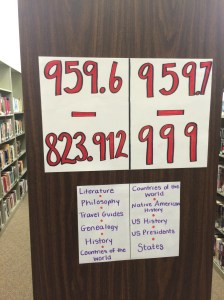 959.6
—
823.912
959.7
—
999
Literature
Philosophy
Travel Guides
Genealogy
History
Countries of the World
Countries of the World
Native American History
US History
US Presidents
States